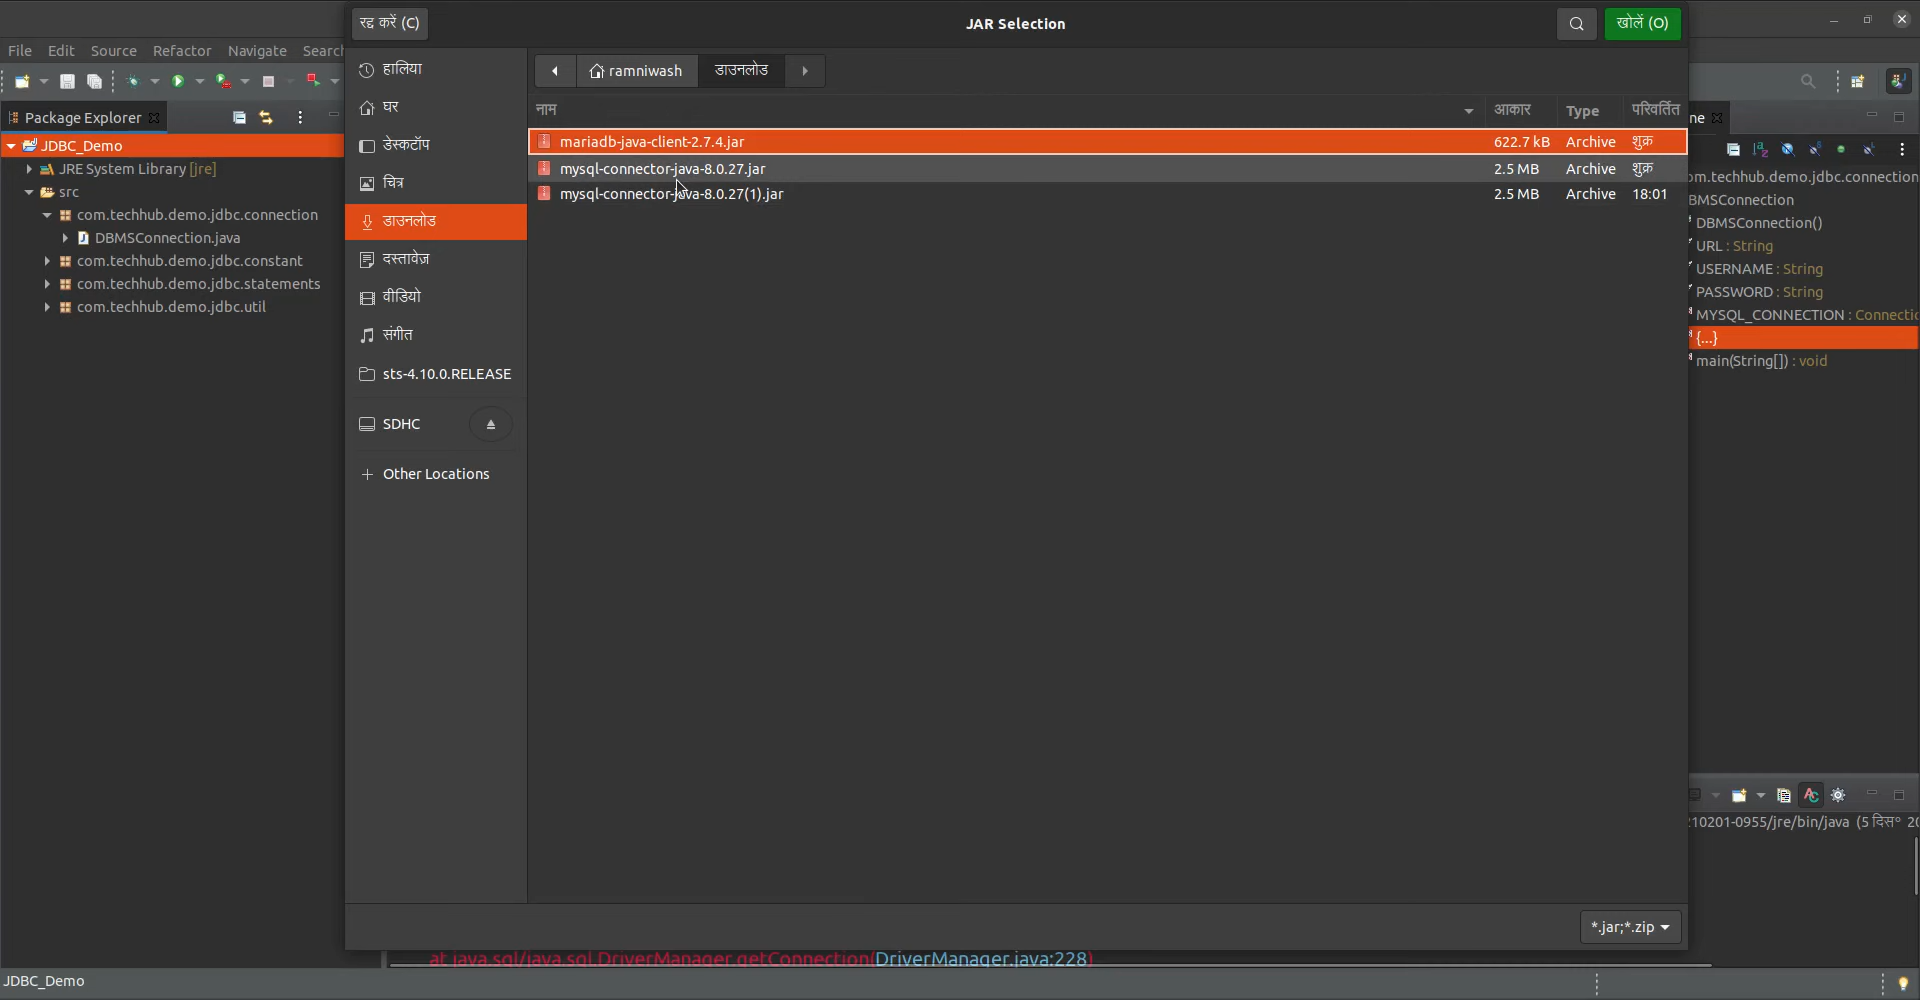 रद्द करें (C)
JAR Selection
खोलें (O)
File Edit Source Refactor Navigate Search
Package Explorer
JDBC_Demo
JRE System Library [jre]
src
com.techhub.demo.jdbc.connection
DBMSConnection.java
com.techhub.demo.jdbc.constant
com.techhub.demo.jdbc.statements
com.techhub.demo.jdbc.util
हालिया
घर
डेस्कटॉप
चित्र
डाउनलोड
दस्तावेज़
वीडियो
संगीत
sts-4.10.0.RELEASE
SDHC
Other Locations
ramniwash डाउनलोड
नाम आकार Type परिवर्तित
mariadb-java-client-2.7.4.jar 622.7 kB Archive शुक्र
mysql-connector-java-8.0.27.jar 2.5 MB Archive शुक्र
mysql-connector-java-8.0.27(1).jar 2.5 MB Archive 18:01
*.jar;*.zip
ne
om.techhub.demo.jdbc.connection
BMSConnection
DBMSConnection()
URL : String
USERNAME : String
PASSWORD : String
MYSQL_CONNECTION : Connectic
{...}
main(String[]) : void
210201-0955/jre/bin/java (5 दिस॰ 20
at java.sql/java.sql.DriverManager.getConnection(DriverManager.java:228)
JDBC_Demo